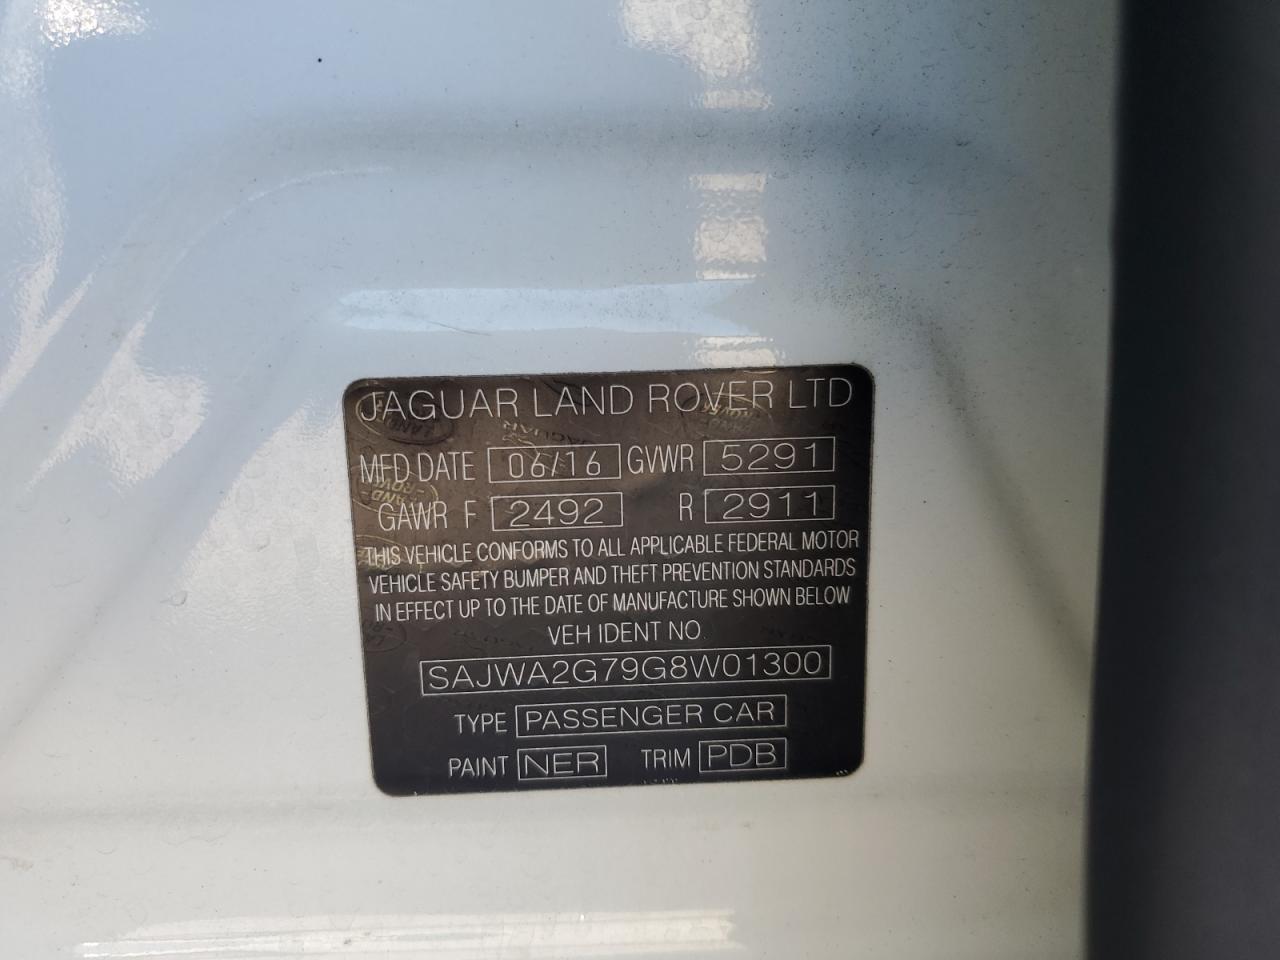 JAGUAR LAND ROVER LTD
MFD DATE 06/16 GVWR 5291
GAWR F 2492 R 2911
THIS VEHICLE CONFORMS TO ALL APPLICABLE FEDERAL MOTOR
VEHICLE SAFETY BUMPER AND THEFT PREVENTION STANDARDS
IN EFFECT UP TO THE DATE OF MANUFACTURE SHOWN BELOW
VEH IDENT NO.
SAJWA2G79G8W01300
TYPE PASSENGER CAR
PAINT NER TRIM PDB